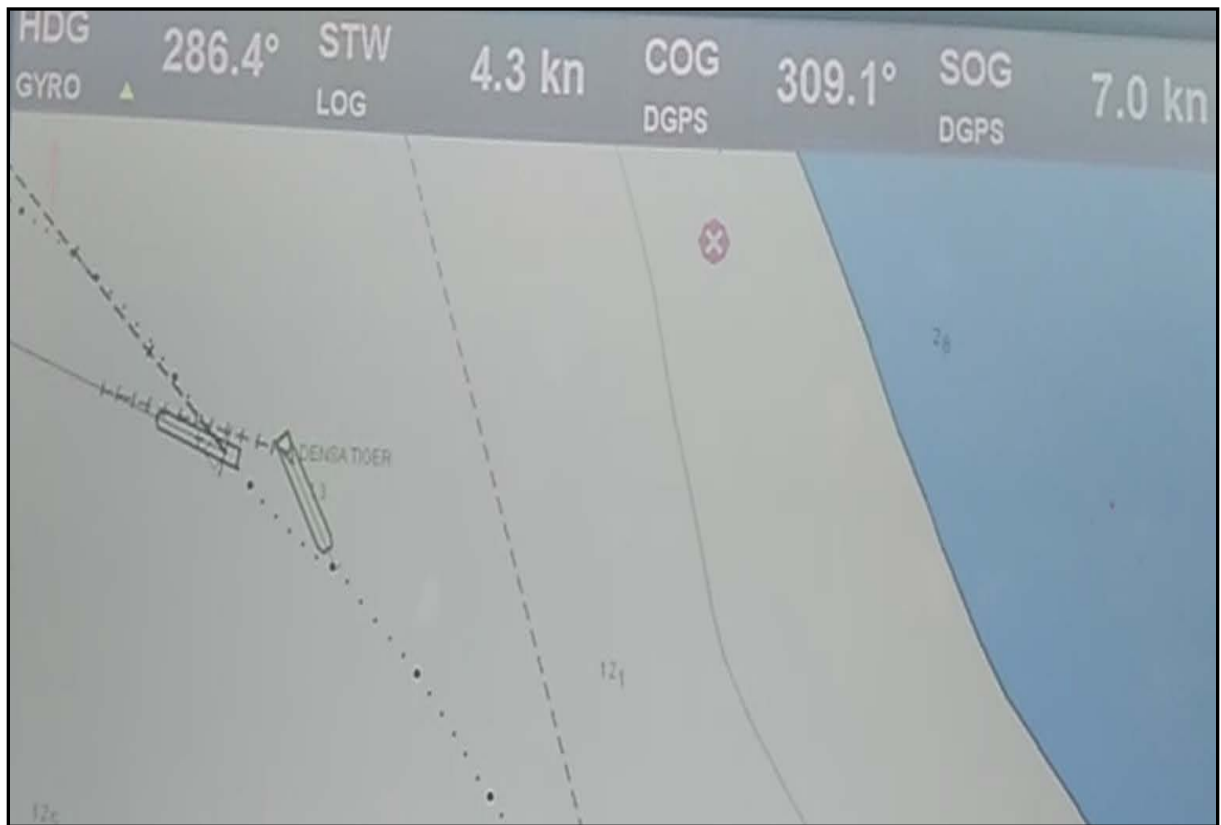 HDG 286.4° STW 4.3 kn COG 309.1° SOG 7.0 kn
GYRO LOG DGPS DGPS
2₈
DENSA TIGER
12₁